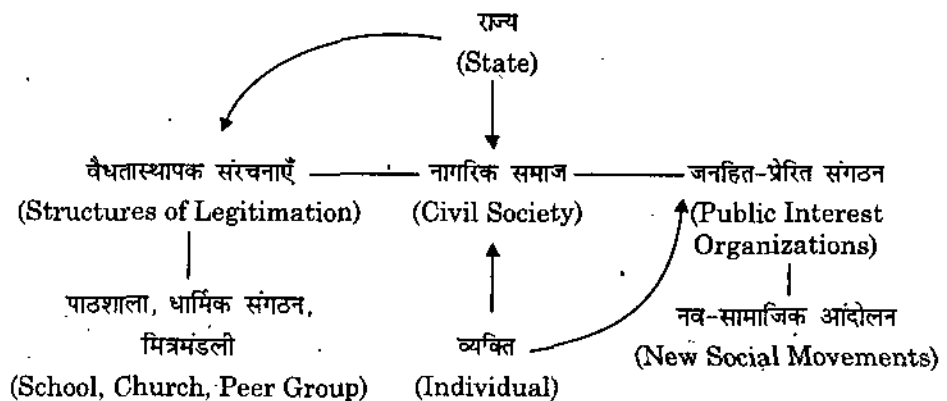 राज्य
(State)
वैधतास्थापक संरचनाएँ
(Structures of Legitimation)
नागरिक समाज
(Civil Society)
जनहित-प्रेरित संगठन
(Public Interest
Organizations)
पाठशाला, धार्मिक संगठन,
मित्रमंडली
(School, Church, Peer Group)
व्यक्ति
(Individual)
नव-सामाजिक आंदोलन
(New Social Movements)